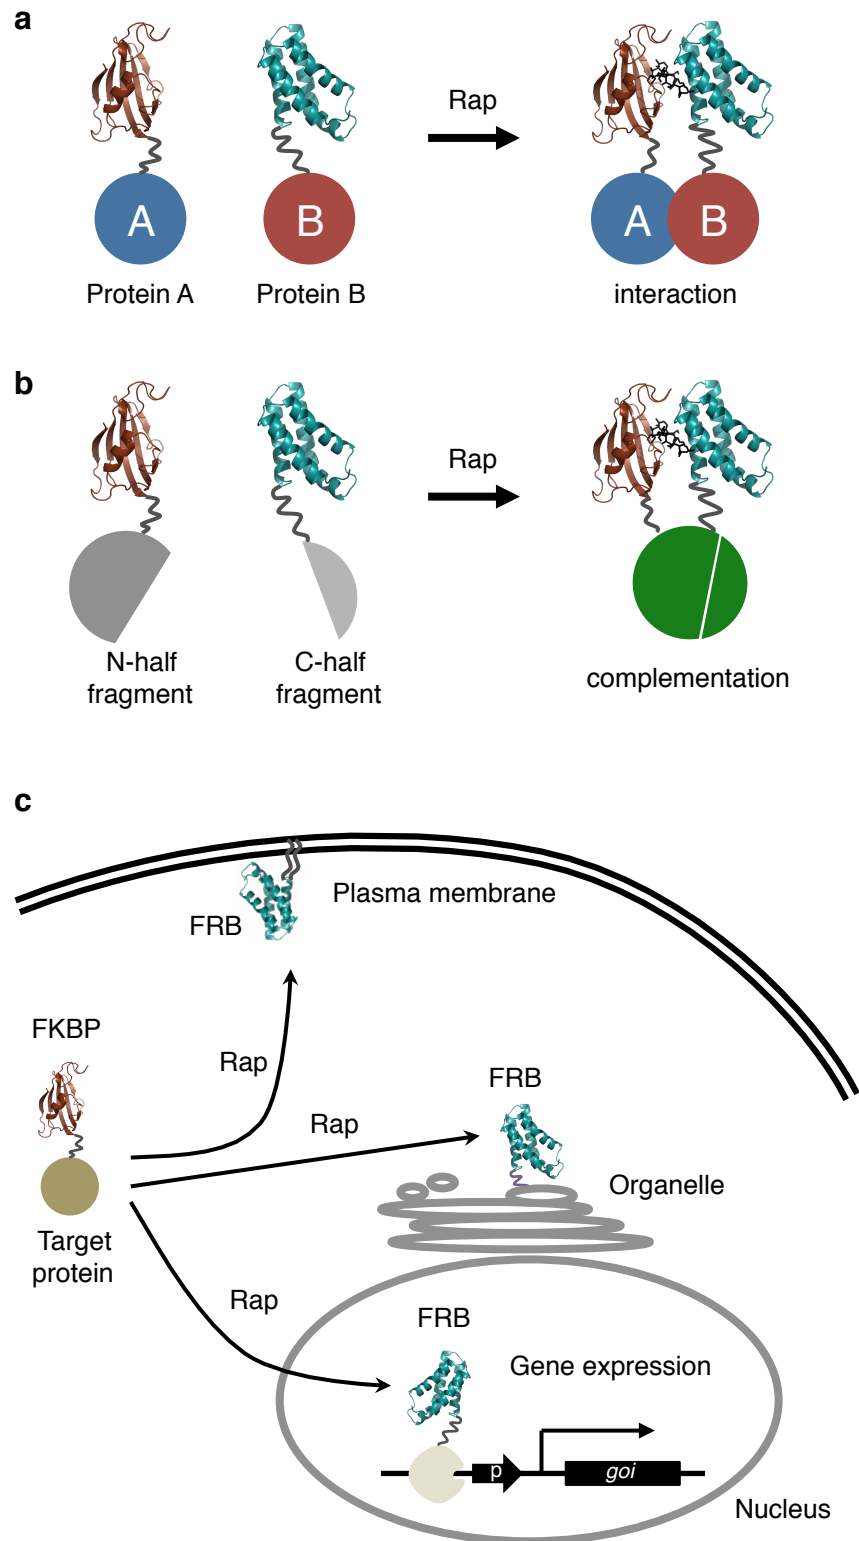 a
Rap
A
B
A
B
Protein A
Protein B
interaction
b
Rap
N-half
fragment
C-half
fragment
complementation
c
Plasma membrane
FRB
FKBP
Rap
FRB
Rap
Organelle
Target
protein
Rap
FRB
Gene expression
p
goi
Nucleus